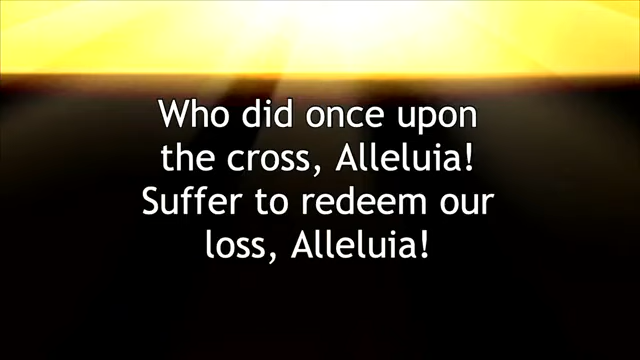 Who did once upon
the cross, Alleluia!
Suffer to redeem our
loss, Alleluia!